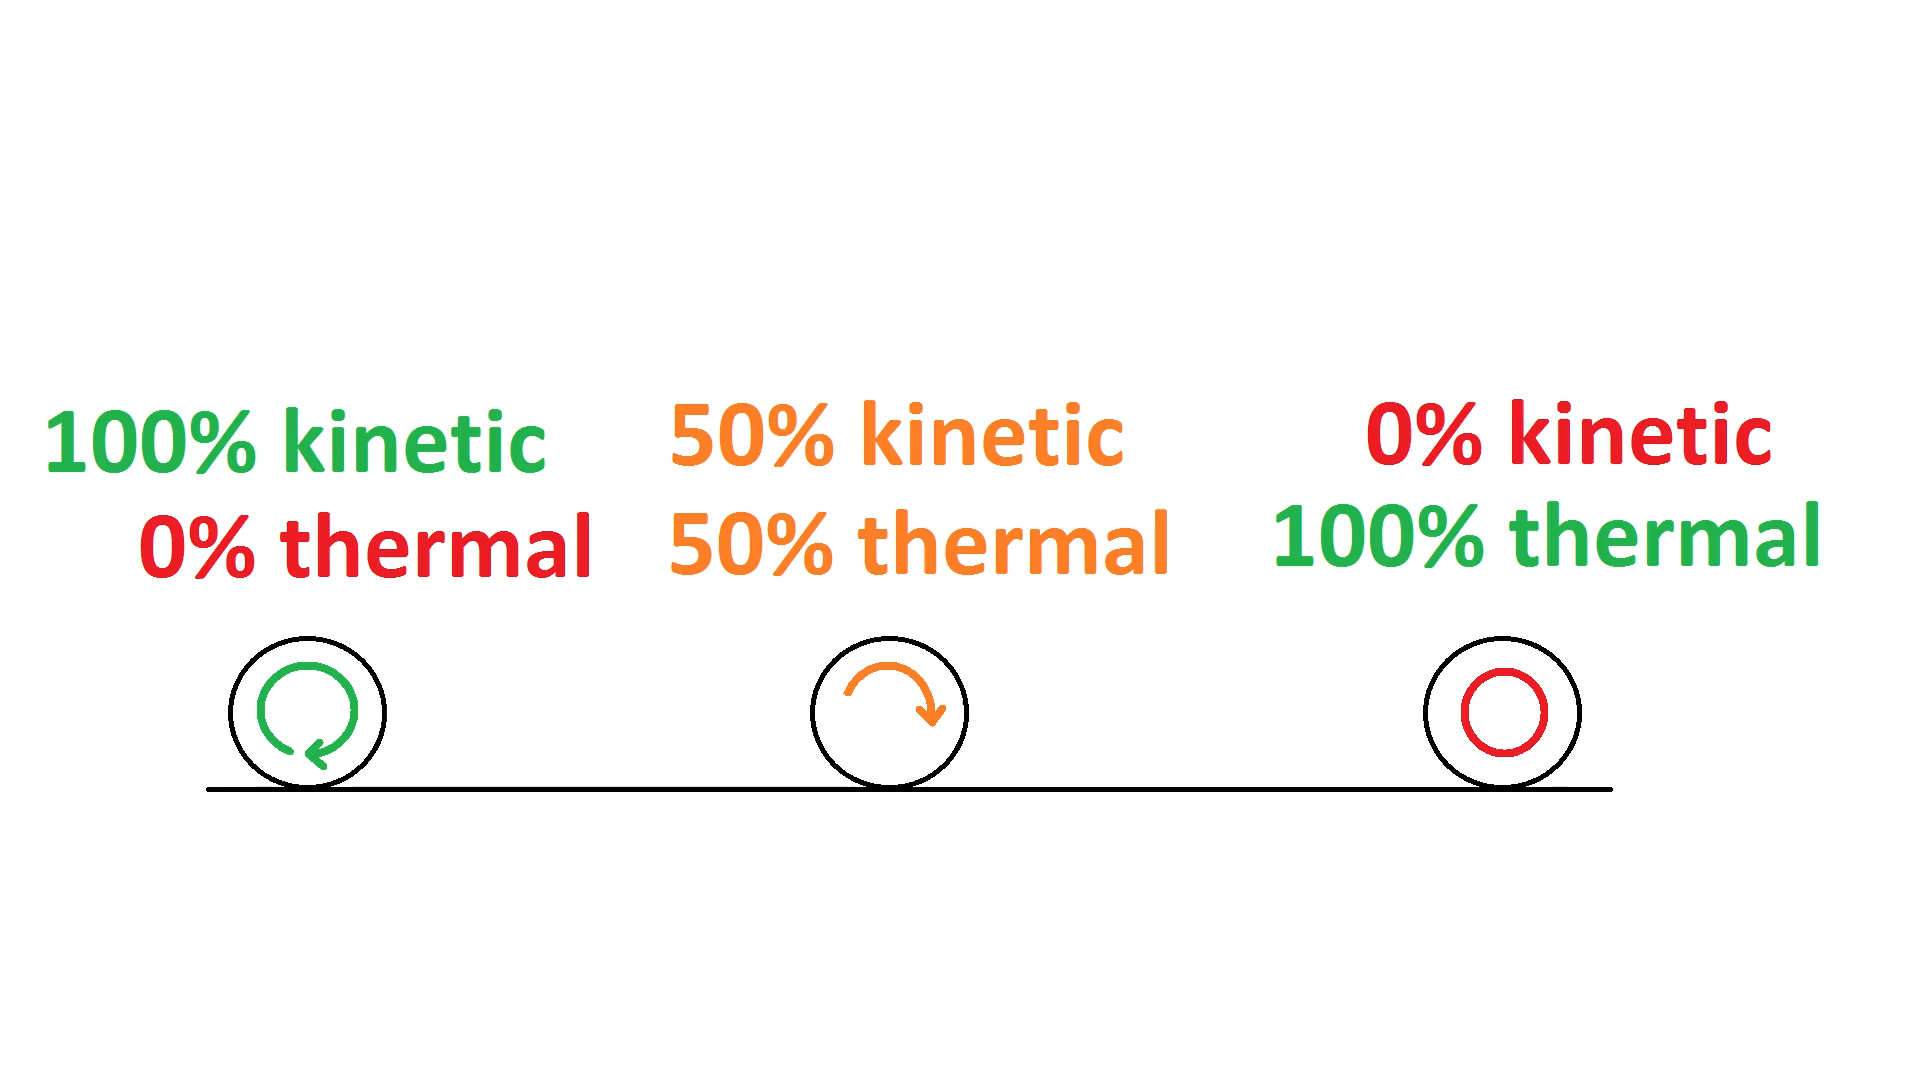 100% kinetic
0% thermal
50% kinetic
50% thermal
0% kinetic
100% thermal